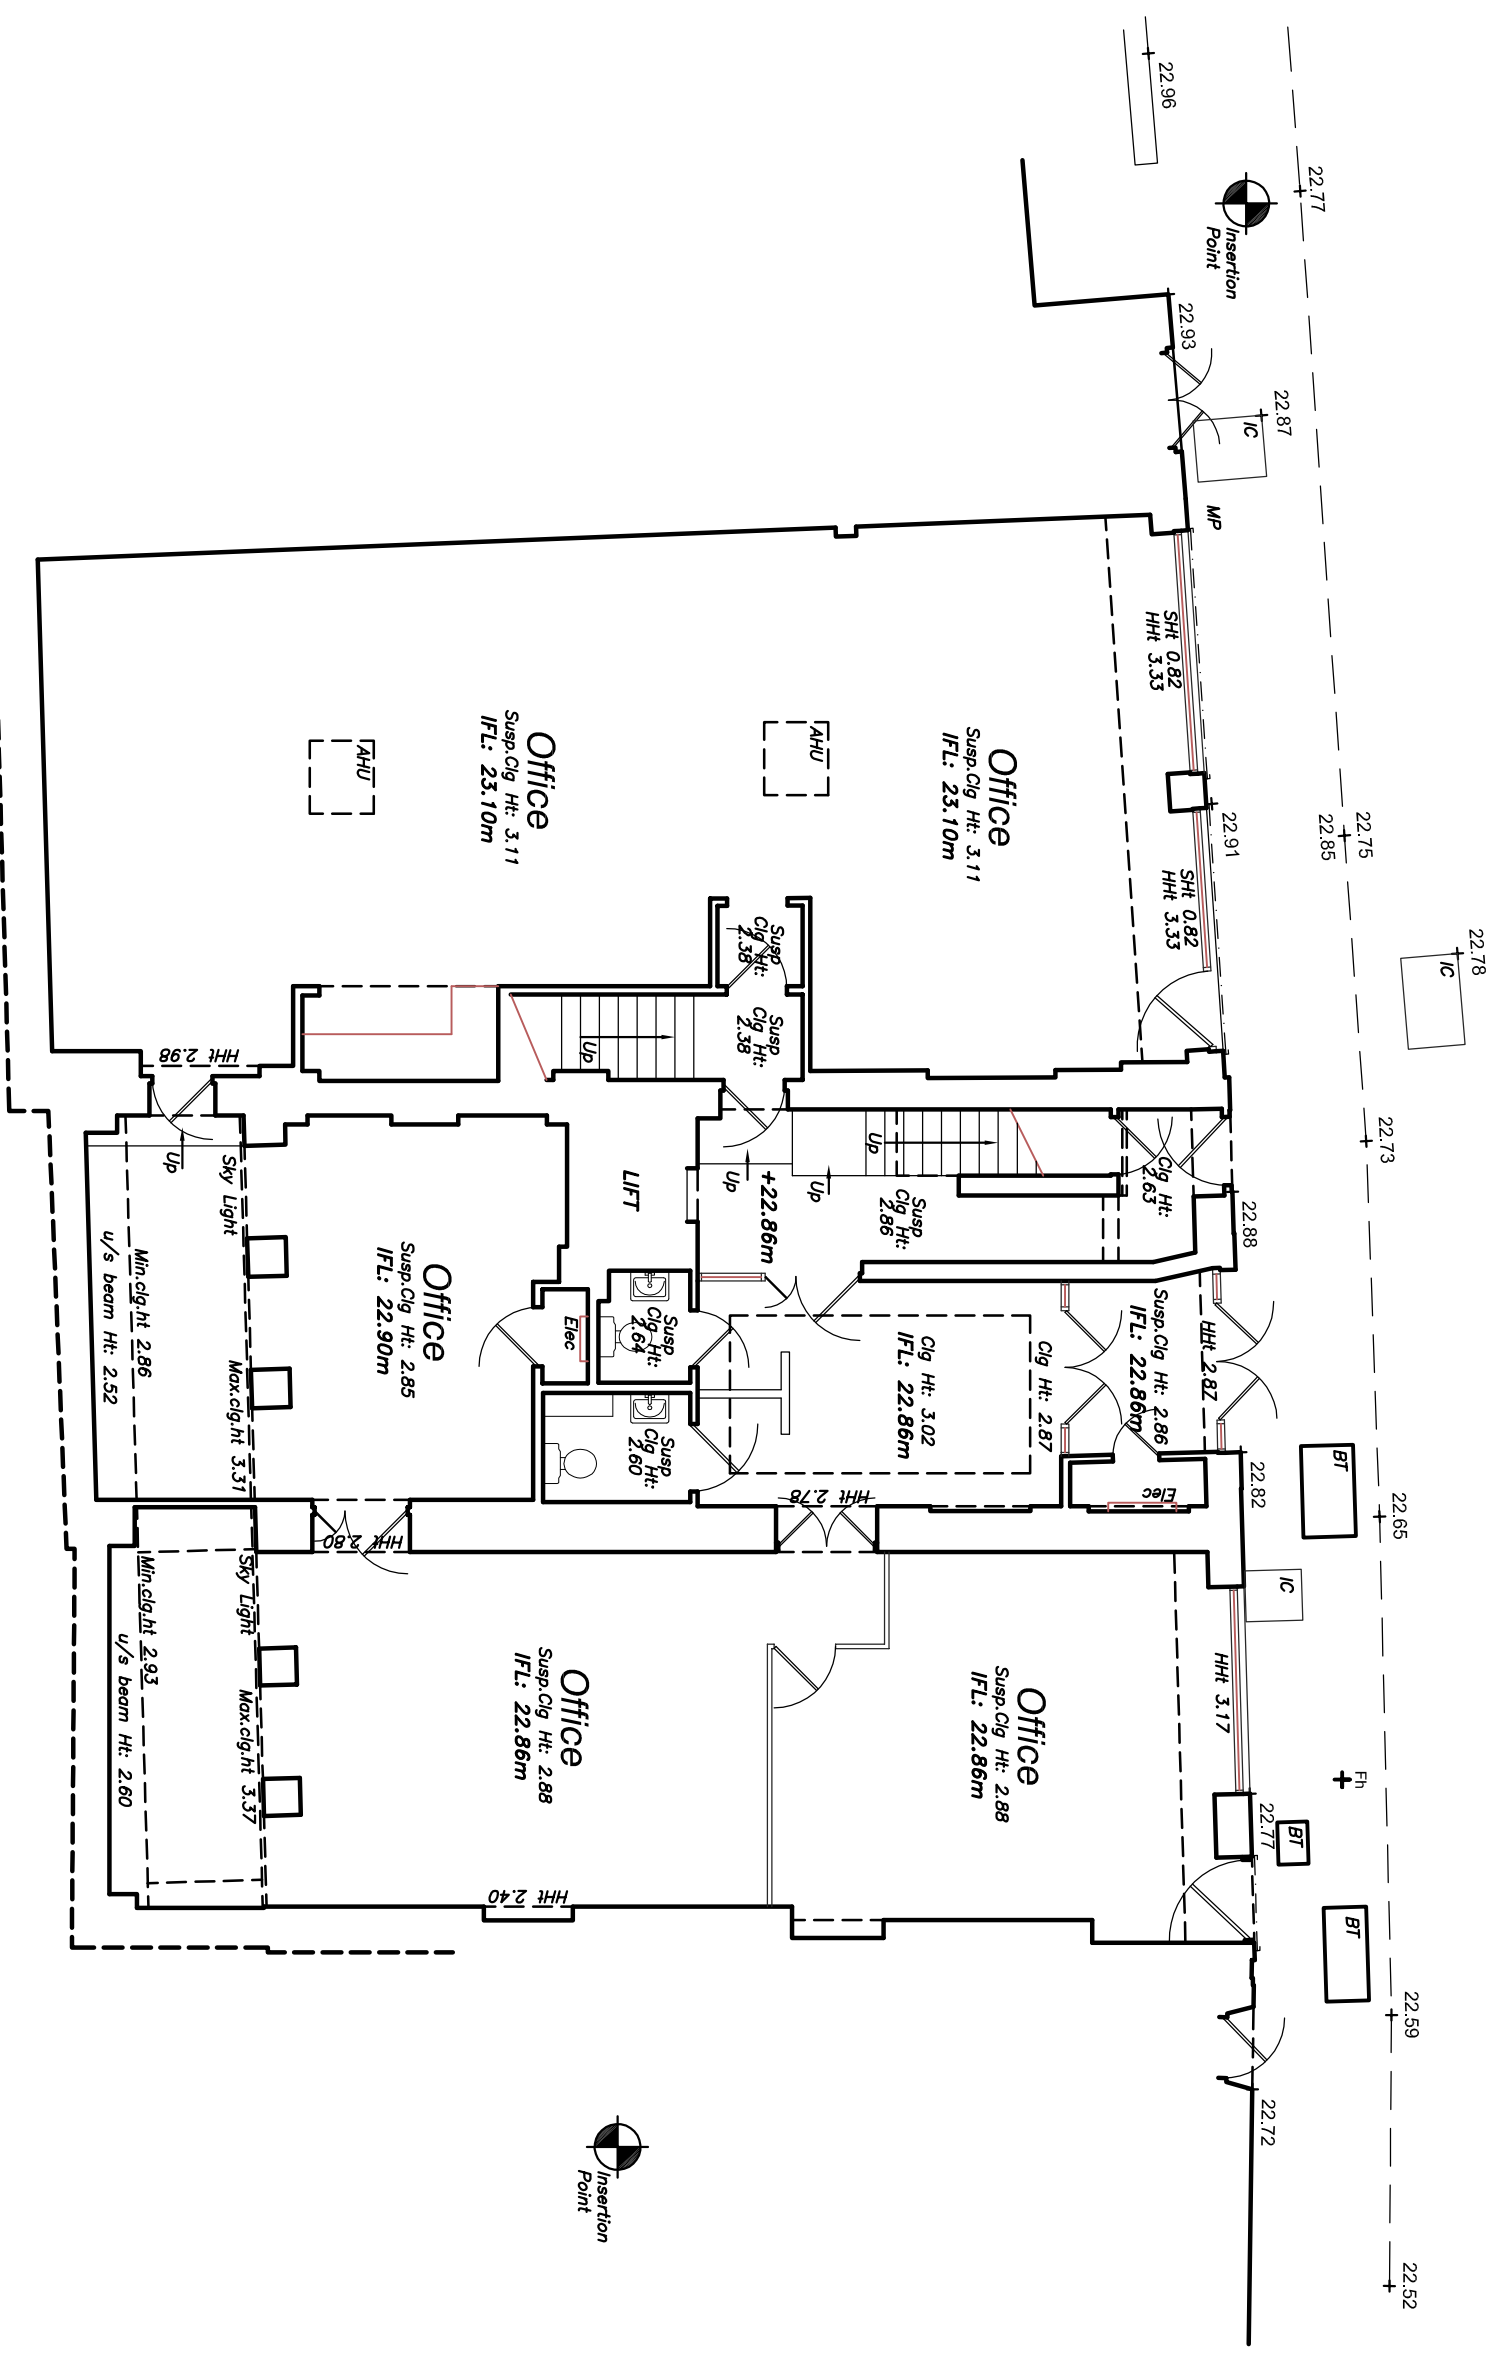 22.96
22.77
Insertion
Point
22.93
22.87
IC
MP
SHt 0.82
HHt 3.33
22.91
22.75
22.85
SHt 0.82
HHt 3.33
22.78
IC
Office
Susp.Clg Ht: 3.11
IFL: 23.10m
AHU
Office
Susp.Clg Ht: 3.11
IFL: 23.10m
AHU
Susp
Clg Ht:
2.38
Susp
Clg Ht:
2.38
Up
HHt 2.98
Up
22.73
22.88
Clg Ht:
2.63
Up
Up
Up
Susp
Clg Ht:
2.86
+22.86m
LIFT
Sky Light
Min.clg.ht 2.86
Max.clg.ht 3.31
u/s beam Ht: 2.52
Office
Susp.Clg Ht: 2.85
IFL: 22.90m
Elec
Susp
Clg Ht:
2.64
Susp
Clg Ht:
2.60
Clg Ht: 3.02
IFL: 22.86m
Clg Ht: 2.87
Susp.Clg Ht: 2.86
IFL: 22.86m
HHt 2.87
22.82
BT
22.65
Elec
HHt 2.78
HHt 2.80
IC
HHt 3.17
Fh
22.77
BT
BT
Sky Light
Min.clg.ht 2.93
Max.clg.ht 3.37
u/s beam Ht: 2.60
Office
Susp.Clg Ht: 2.88
IFL: 22.86m
Office
Susp.Clg Ht: 2.88
IFL: 22.86m
HHt 2.40
22.59
22.72
22.52
Insertion
Point